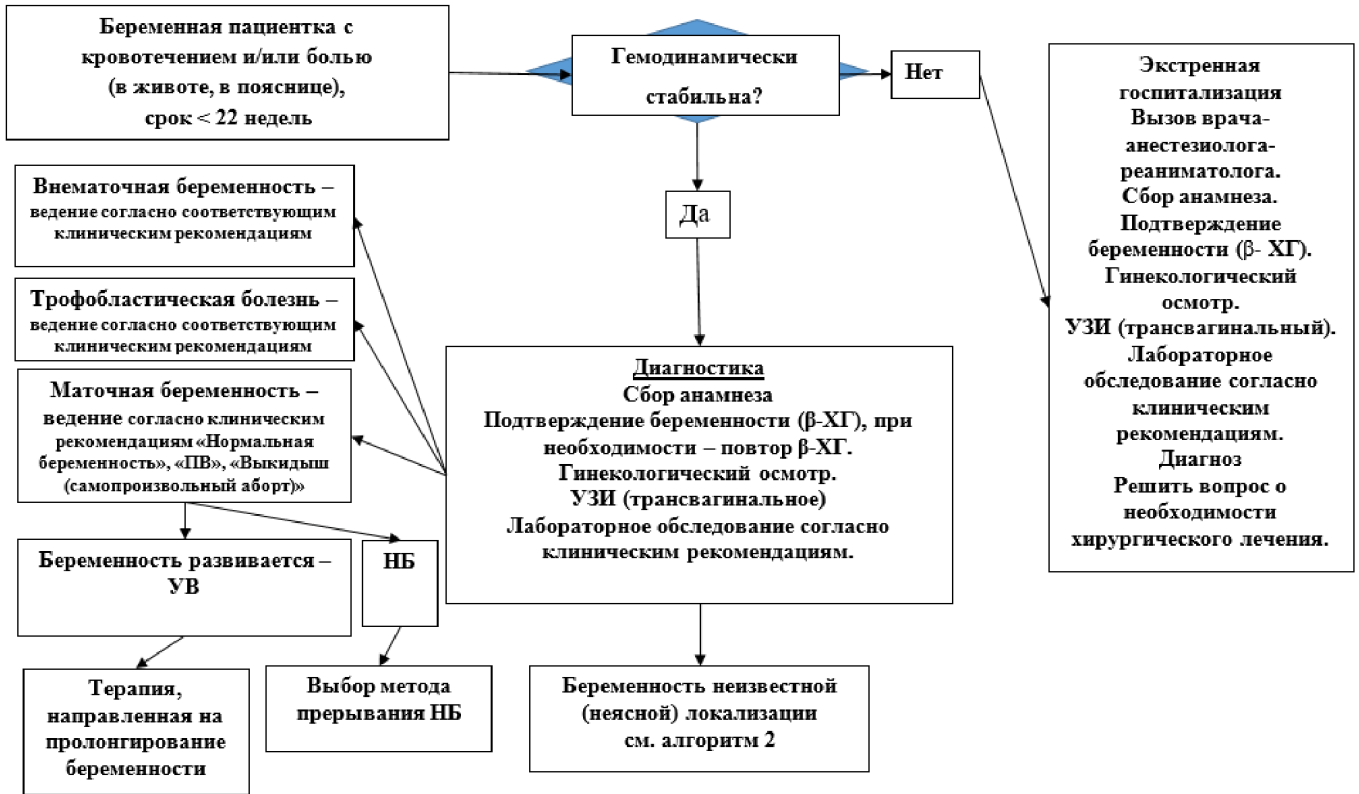 Беременная пациентка с
кровотечением и/или болью
(в животе, в пояснице),
срок < 22 недель
Гемодинамически
стабильна?
Нет
Экстренная
госпитализация
Вызов врача-
анестезиолога-
реаниматолога.
Сбор анамнеза.
Подтверждение
беременности (β- ХГ).
Гинекологический
осмотр.
УЗИ (трансвагинальный).
Лабораторное
обследование согласно
клиническим
рекомендациям.
Диагноз
Решить вопрос о
необходимости
хирургического лечения.
Да
Внематочная беременность –
ведение согласно соответствующим
клиническим рекомендациям
Трофобластическая болезнь –
ведение согласно соответствующим
клиническим рекомендациям
Маточная беременность –
ведение согласно клиническим
рекомендациям «Нормальная
беременность», «ПВ», «Выкидыш
(самопроизвольный аборт)»
Диагностика
Сбор анамнеза
Подтверждение беременности (β-ХГ), при
необходимости – повтор β-ХГ.
Гинекологический осмотр.
УЗИ (трансвагинальное)
Лабораторное обследование согласно
клиническим рекомендациям.
Беременность развивается –
УВ
НБ
Терапия,
направленная на
пролонгирование
беременности
Выбор метода
прерывания НБ
Беременность неизвестной
(неясной) локализации
см. алгоритм 2